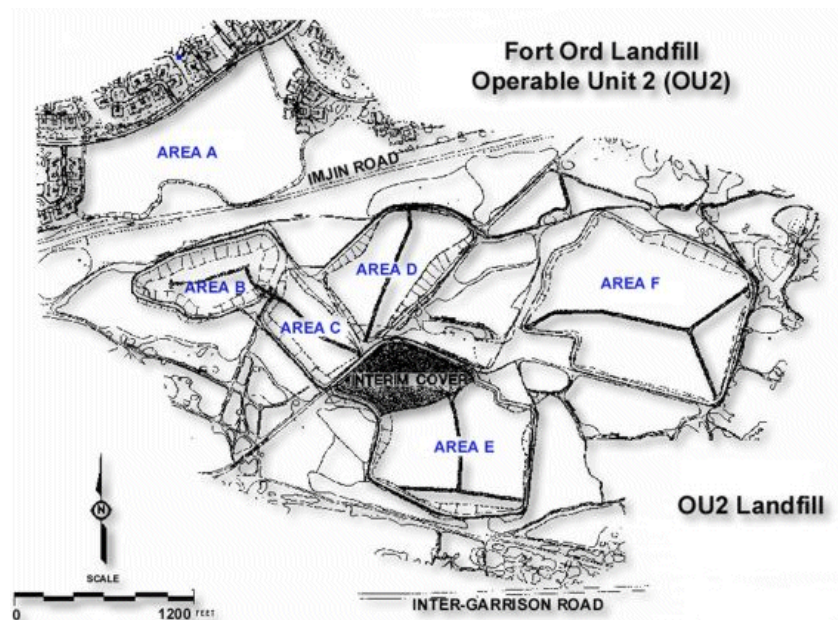 Fort Ord Landfill
Operable Unit 2 (OU2)
AREA A
IMJIN ROAD
AREA D
AREA B
AREA F
AREA C
INTERIM COVER
AREA E
N
OU2 Landfill
SCALE
0 1200 FEET
INTER-GARRISON ROAD